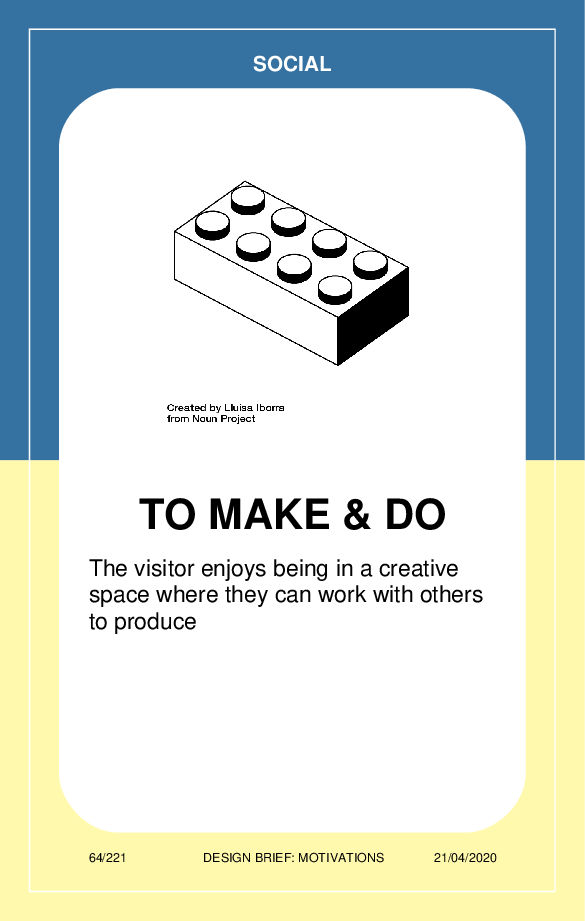 SOCIAL
Created by Lluisa Iborra
from Noun Project
TO MAKE & DO
The visitor enjoys being in a creative
space where they can work with others
to produce
64/221
DESIGN BRIEF: MOTIVATIONS
21/04/2020